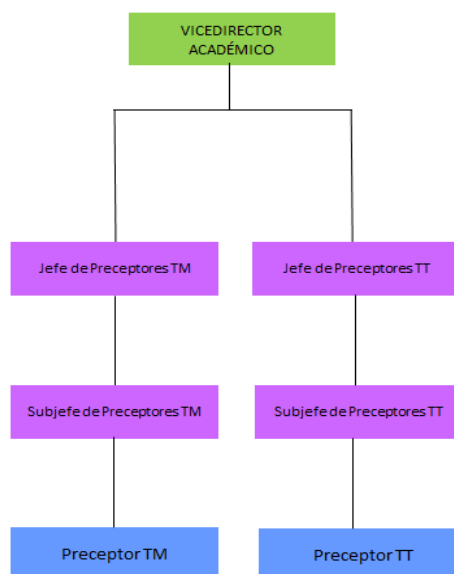 VICEDIRECTOR
ACADÉMICO
Jefe de Preceptores TM
Jefe de Preceptores TT
Subjefe de Preceptores TM
Subjefe de Preceptores TT
Preceptor TM
Preceptor TT